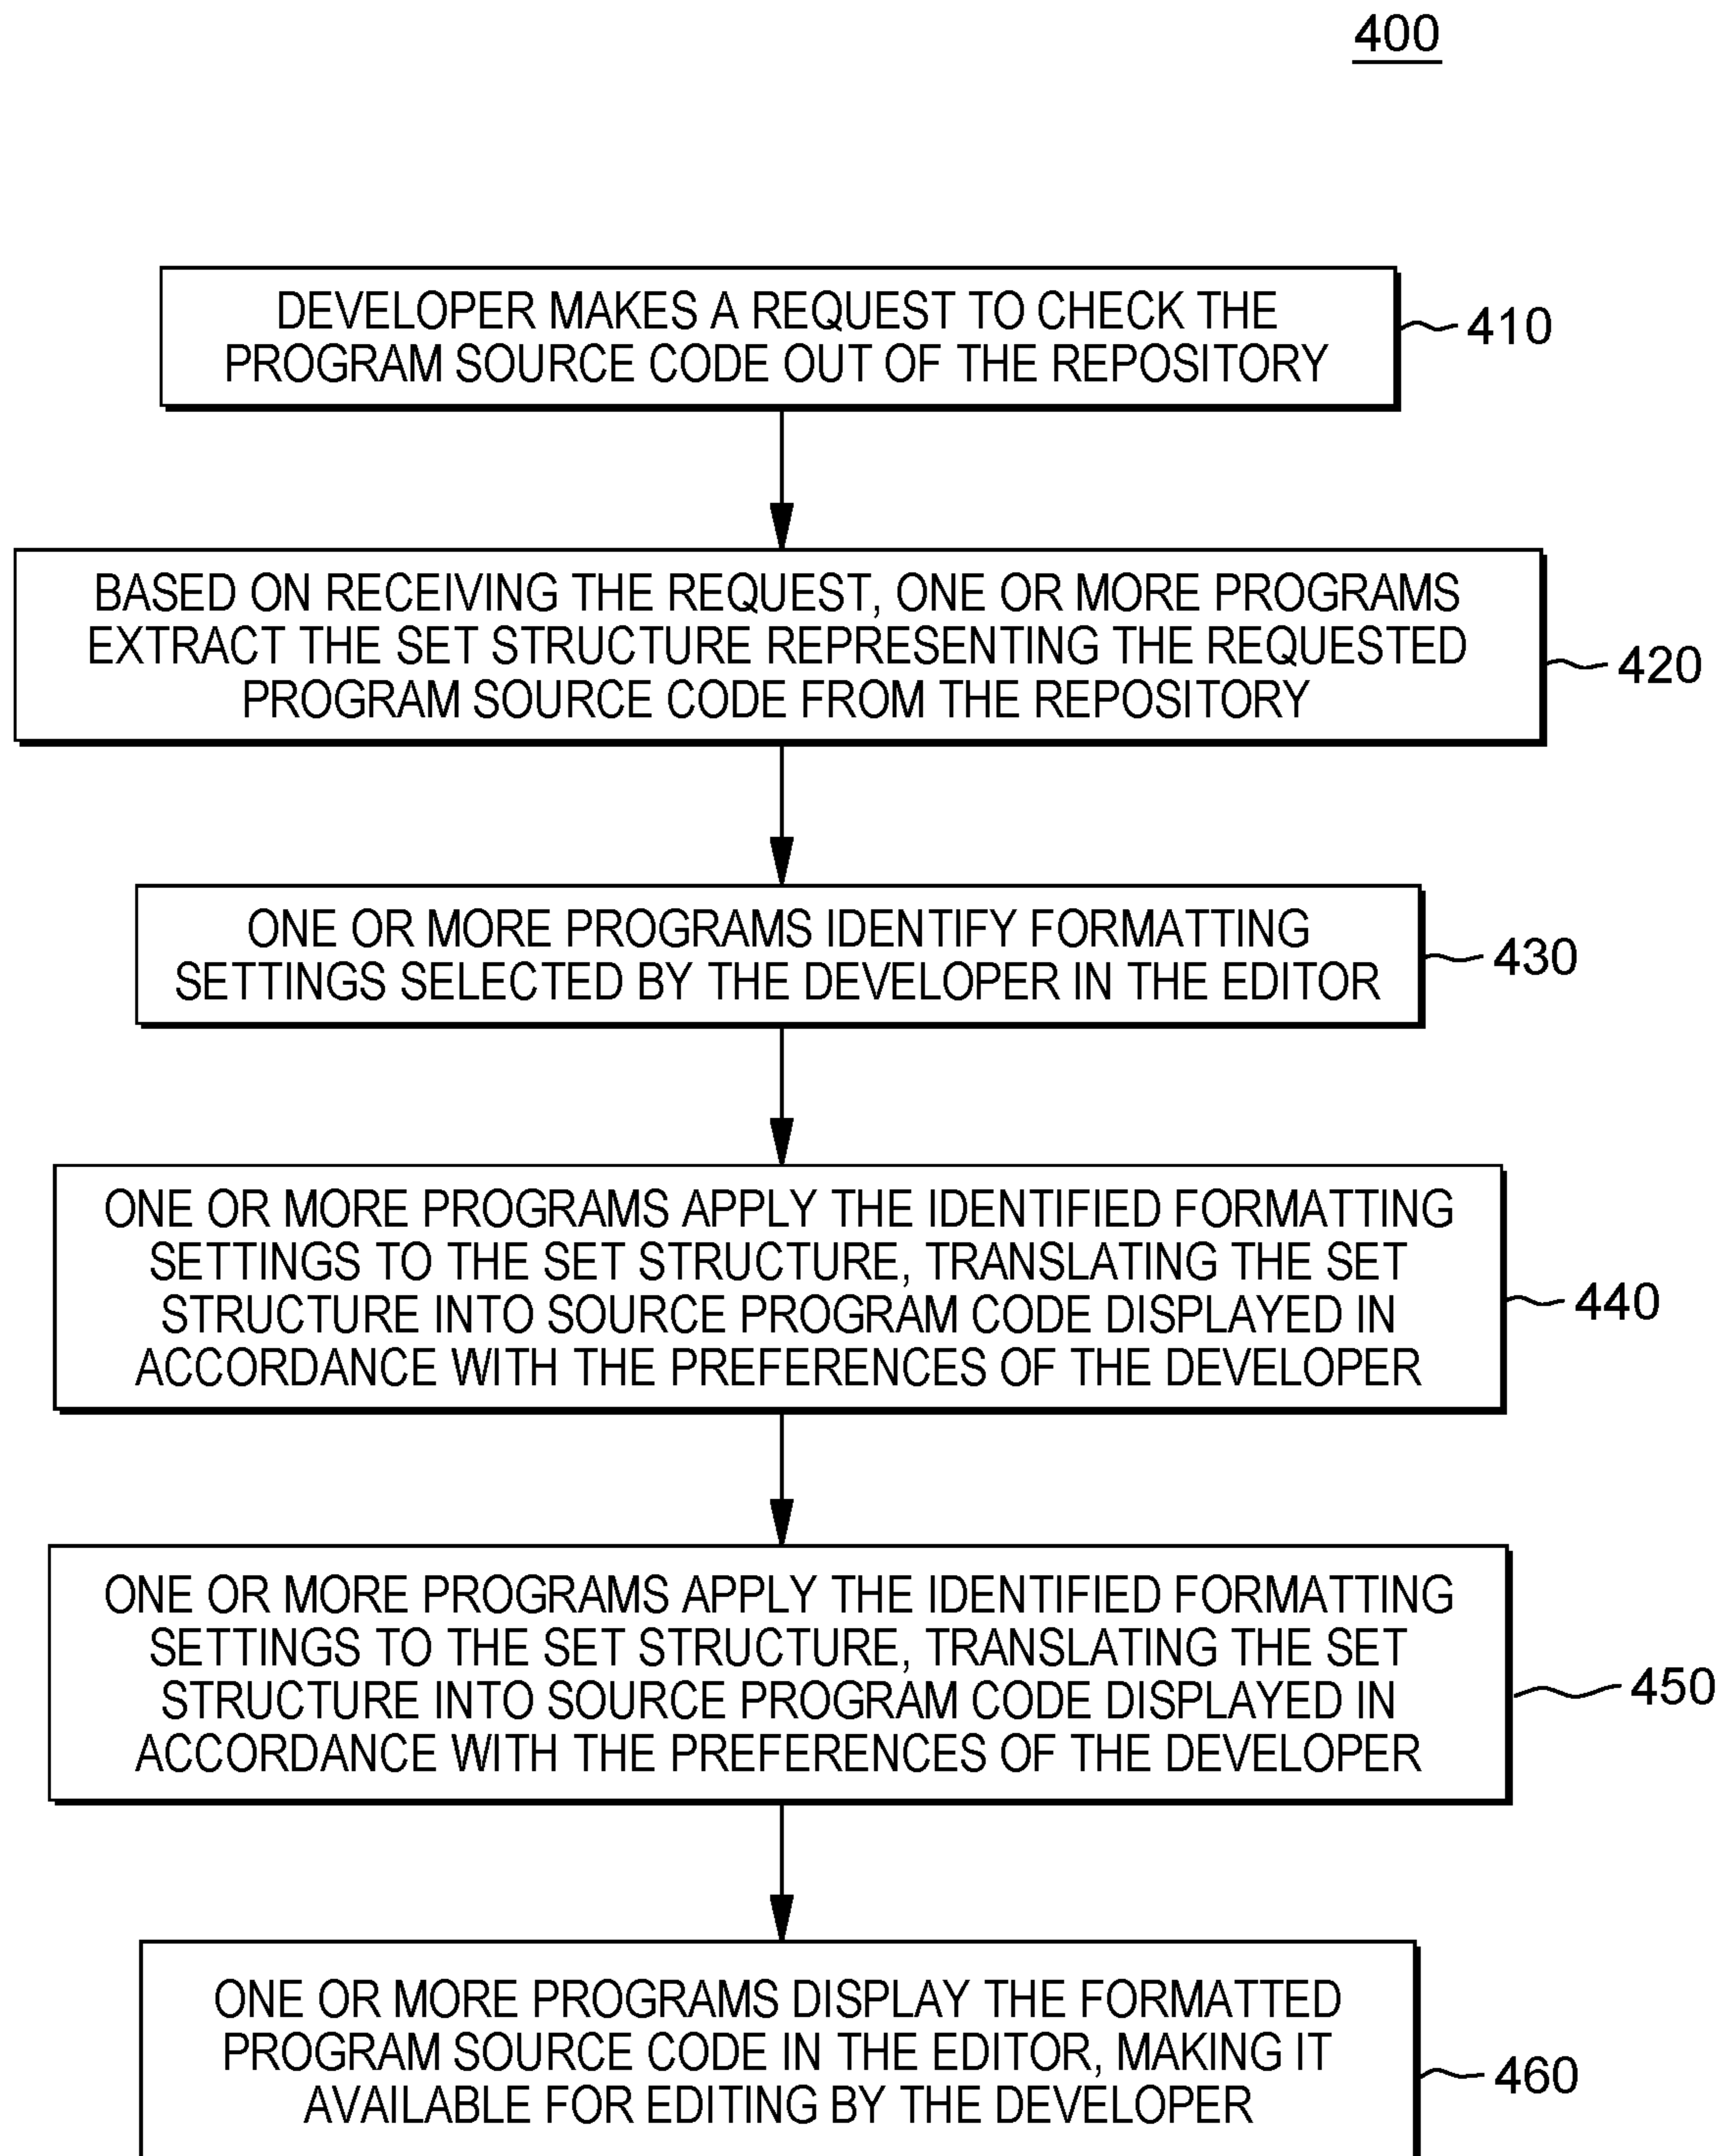 400
DEVELOPER MAKES A REQUEST TO CHECK THE
PROGRAM SOURCE CODE OUT OF THE REPOSITORY
410
BASED ON RECEIVING THE REQUEST, ONE OR MORE PROGRAMS
EXTRACT THE SET STRUCTURE REPRESENTING THE REQUESTED
PROGRAM SOURCE CODE FROM THE REPOSITORY
420
ONE OR MORE PROGRAMS IDENTIFY FORMATTING
SETTINGS SELECTED BY THE DEVELOPER IN THE EDITOR
430
ONE OR MORE PROGRAMS APPLY THE IDENTIFIED FORMATTING
SETTINGS TO THE SET STRUCTURE, TRANSLATING THE SET
STRUCTURE INTO SOURCE PROGRAM CODE DISPLAYED IN
ACCORDANCE WITH THE PREFERENCES OF THE DEVELOPER
440
ONE OR MORE PROGRAMS APPLY THE IDENTIFIED FORMATTING
SETTINGS TO THE SET STRUCTURE, TRANSLATING THE SET
STRUCTURE INTO SOURCE PROGRAM CODE DISPLAYED IN
ACCORDANCE WITH THE PREFERENCES OF THE DEVELOPER
450
ONE OR MORE PROGRAMS DISPLAY THE FORMATTED
PROGRAM SOURCE CODE IN THE EDITOR, MAKING IT
AVAILABLE FOR EDITING BY THE DEVELOPER
460